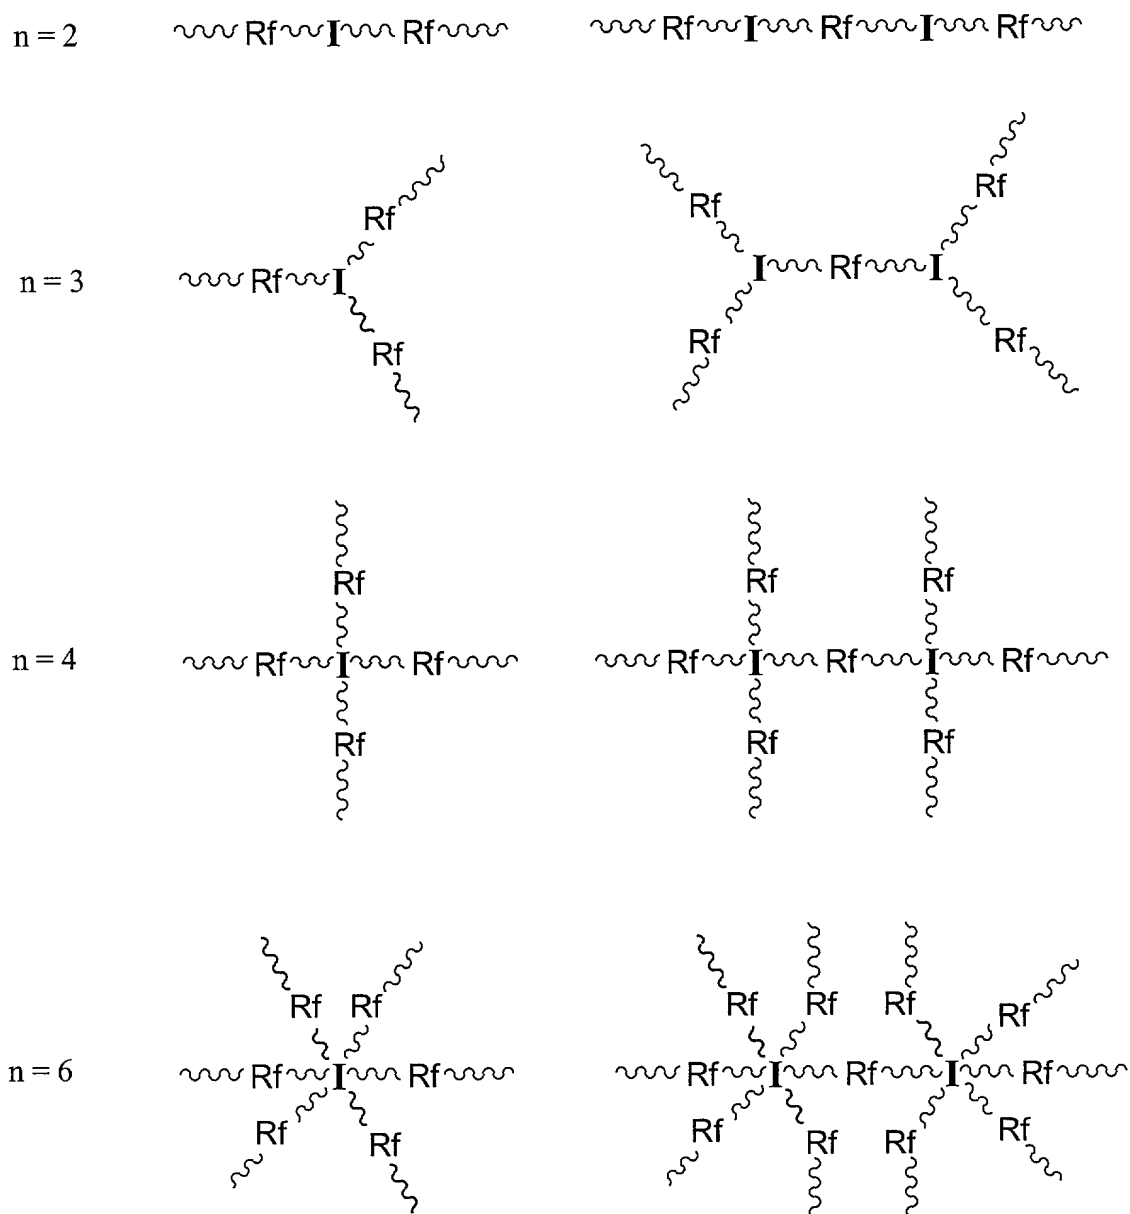 n = 2 Rf I Rf Rf I Rf I Rf
Rf Rf
Rf
n = 3 Rf I I Rf I
Rf Rf Rf
Rf Rf Rf
n = 4 Rf I Rf Rf I Rf I Rf
Rf Rf Rf
Rf Rf Rf Rf Rf Rf
n = 6 Rf I Rf Rf I Rf I Rf
Rf Rf Rf Rf Rf Rf